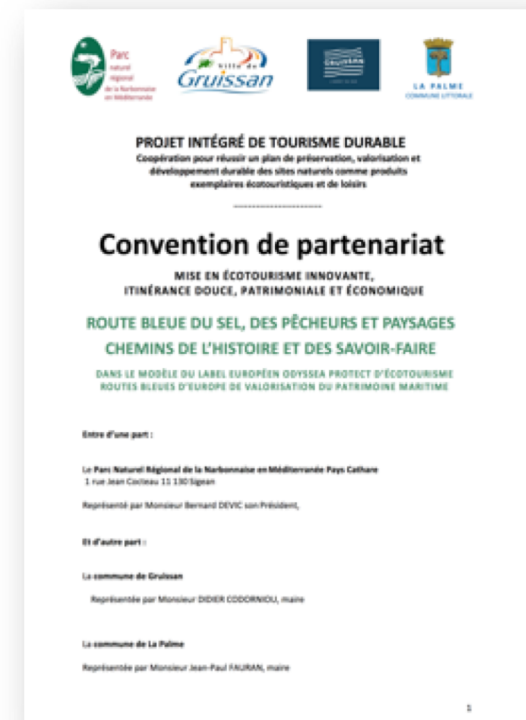 Parc
naturel
régional
de la Narbonnaise
en Méditerranée
Ville de
Gruissan
GRUISSAN
LA PALME
COMMUNE LITTORALE
PROJET INTÉGRÉ DE TOURISME DURABLE
Coopération pour réussir un plan de préservation, valorisation et
développement durable des sites naturels comme produits
exemplaires écotouristiques et de loisirs
--------------------
Convention de partenariat
MISE EN ÉCOTOURISME INNOVANTE,
ITINÉRANCE DOUCE, PATRIMONIALE ET ÉCONOMIQUE
ROUTE BLEUE DU SEL, DES PÊCHEURS ET PAYSAGES
CHEMINS DE L'HISTOIRE ET DES SAVOIR-FAIRE
DANS LE MODÈLE DU LABEL EUROPÉEN ODYSSEA PROTECT D'ÉCOTOURISME
ROUTES BLEUES D'EUROPE DE VALORISATION DU PATRIMOINE MARITIME
Entre d'une part :
Le Parc Naturel Régional de la Narbonnaise en Méditerranée Pays Cathare
1 rue Jean Cocteau 11 130 Sigean
Représenté par Monsieur Bernard DEVIC son Président,
Et d'autre part :
La commune de Gruissan
Représentée par Monsieur DIDIER CODORNIOU, maire
La commune de La Palme
Représentée par Monsieur Jean-Paul FAURAN, maire
1